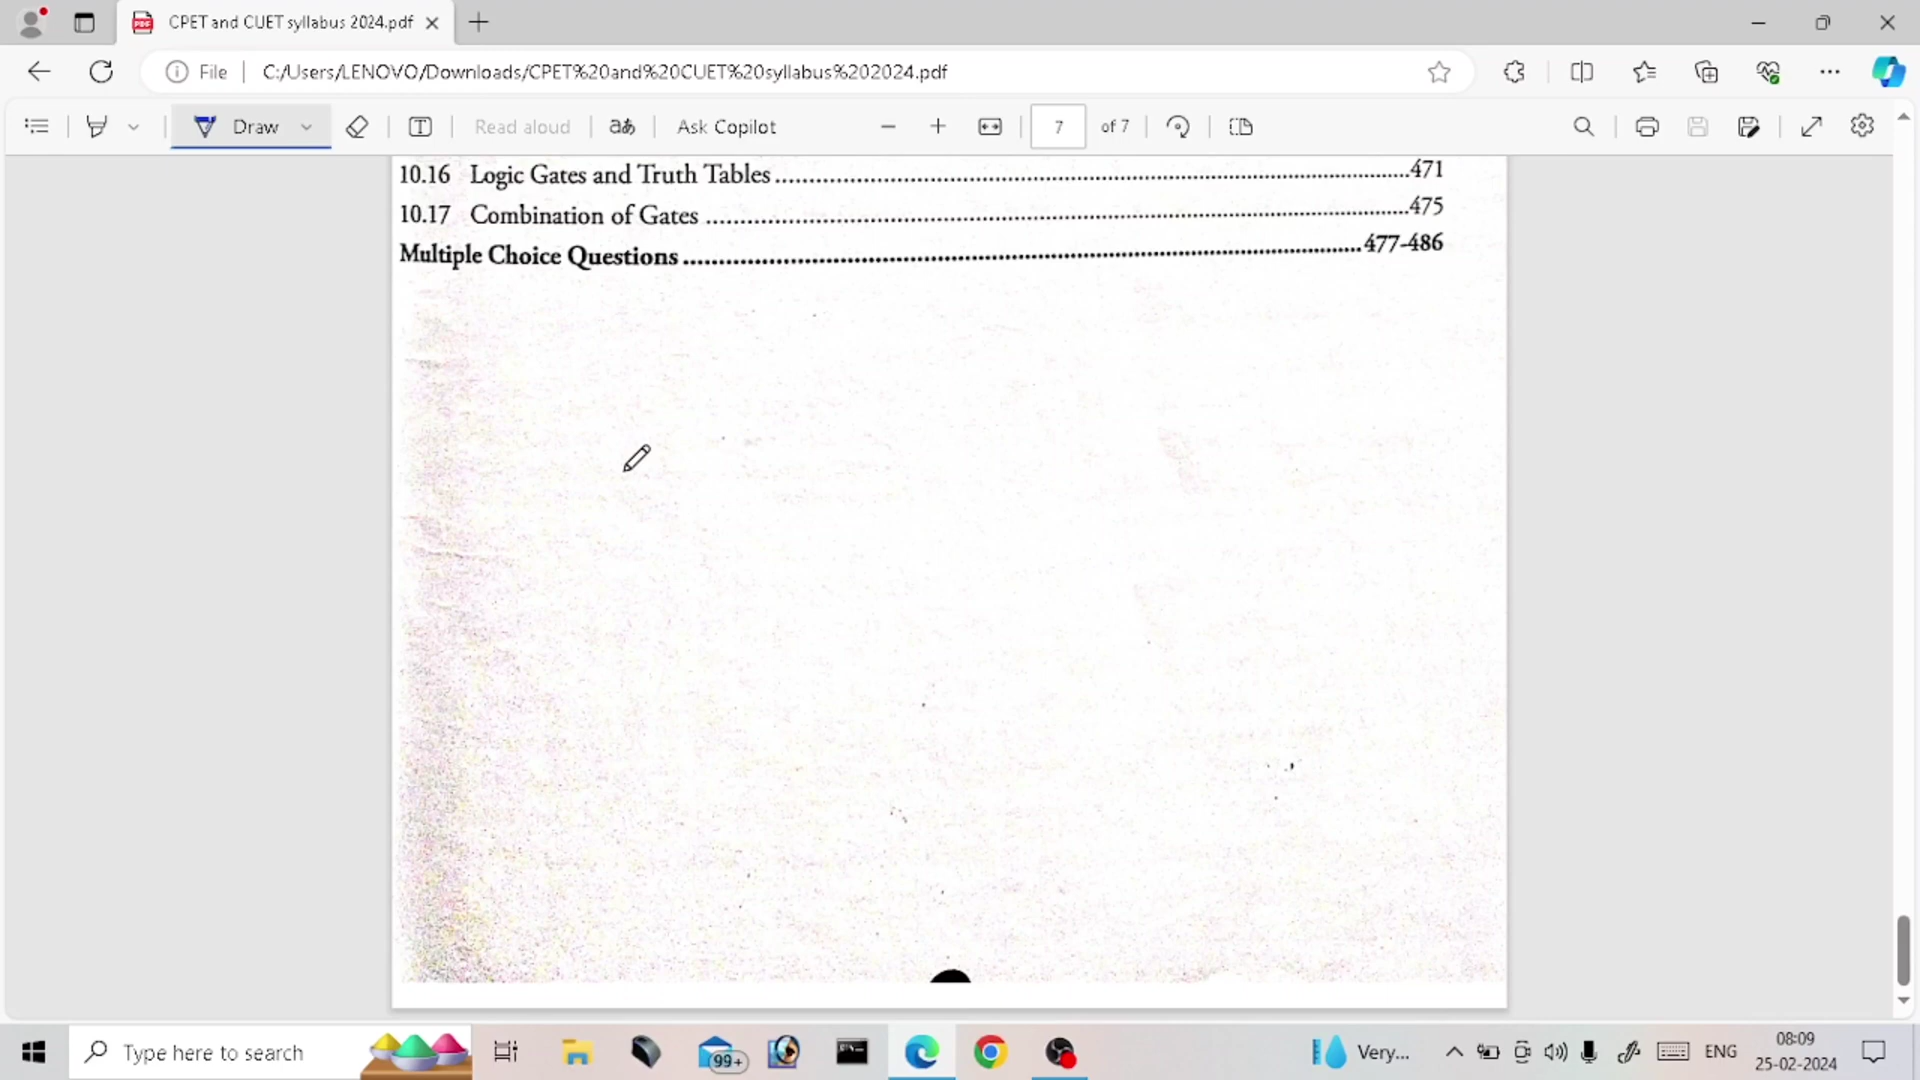 CPET and CUET syllabus 2024.pdf
File
C:/Users/LENOVO/Downloads/CPET%20and%20CUET%20syllabus%202024.pdf
Draw
Read aloud
Ask Copilot
7 of 7
10.16 Logic Gates and Truth Tables ........ 471
10.17 Combination of Gates ........ 475
Multiple Choice Questions ........ 477-486
Type here to search
99+
Very...
ENG
08:09
25-02-2024